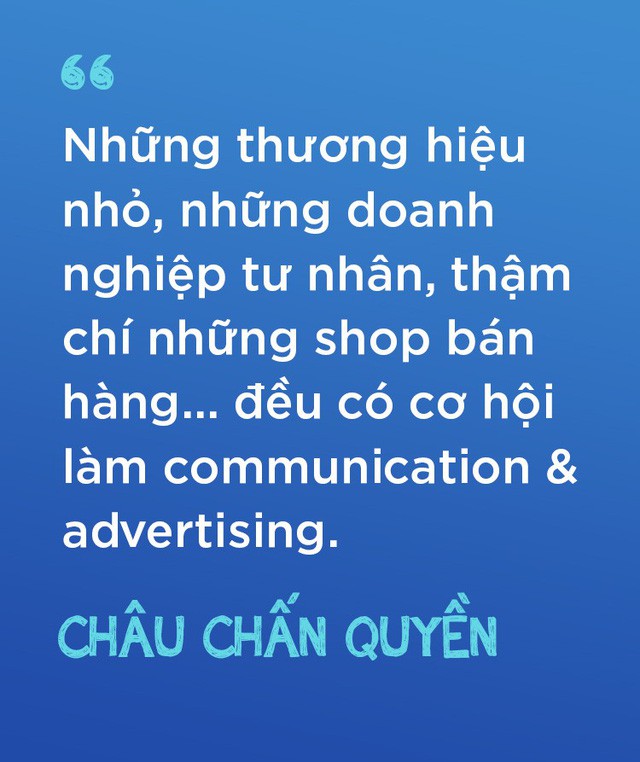 “
Những thương hiệu
nhỏ, những doanh
nghiệp tư nhân, thậm
chí những shop bán
hàng... đều có cơ hội
làm communication &
advertising.
CHÂU CHẤN QUYỀN